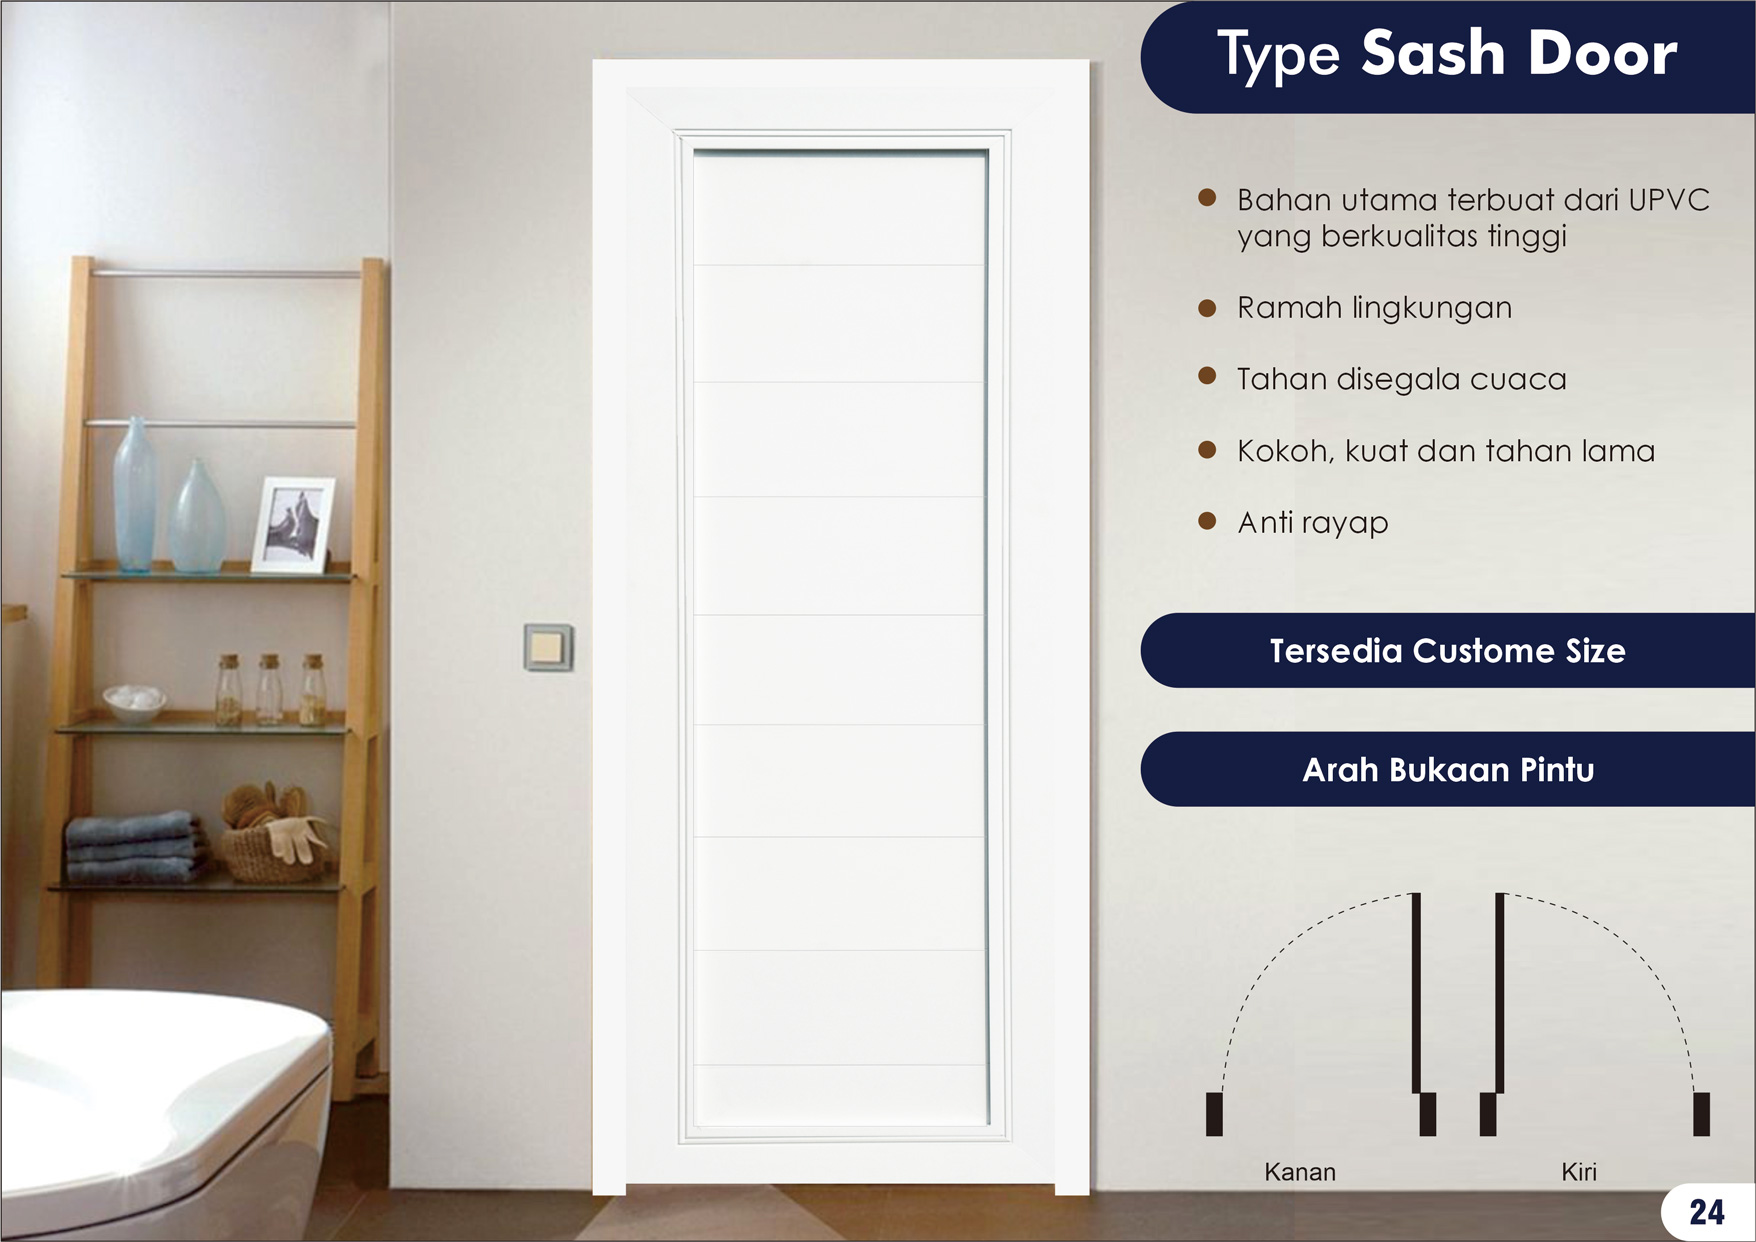 Type Sash Door
Bahan utama terbuat dari UPVC
yang berkualitas tinggi
Ramah lingkungan
Tahan disegala cuaca
Kokoh, kuat dan tahan lama
Anti rayap
Tersedia Custome Size
Arah Bukaan Pintu
Kanan
Kiri
24